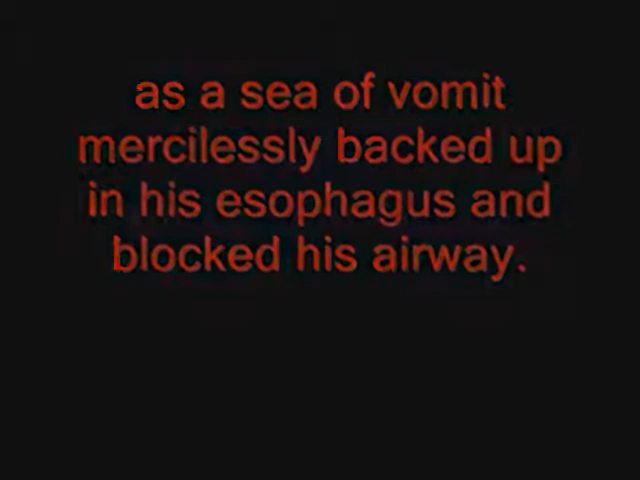 as a sea of vomit
mercilessly backed up
in his esophagus and
blocked his airway.